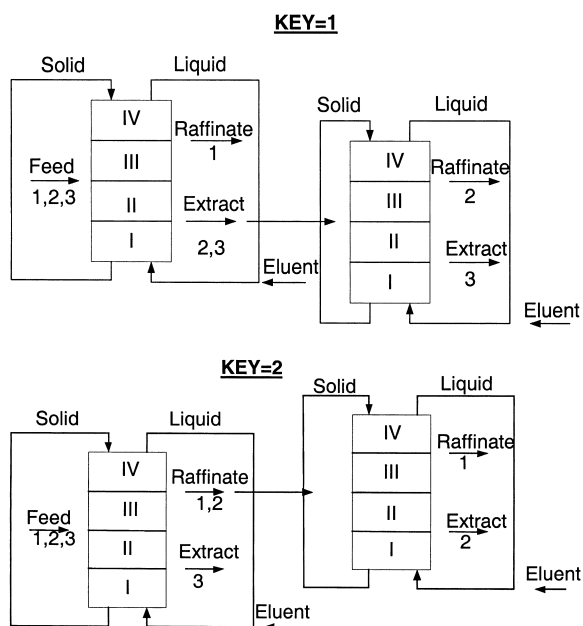 KEY=1
Solid Liquid
IV
Raffinate
1
III
Feed
1,2,3
II
Extract
2,3
I
Eluent
Solid Liquid
IV
Raffinate
2
III
II
Extract
3
I
Eluent
KEY=2
Solid Liquid
IV
Raffinate
1,2
III
Feed
1,2,3
II
Extract
3
I
Eluent
Solid Liquid
IV
Raffinate
1
III
II
Extract
2
I
Eluent